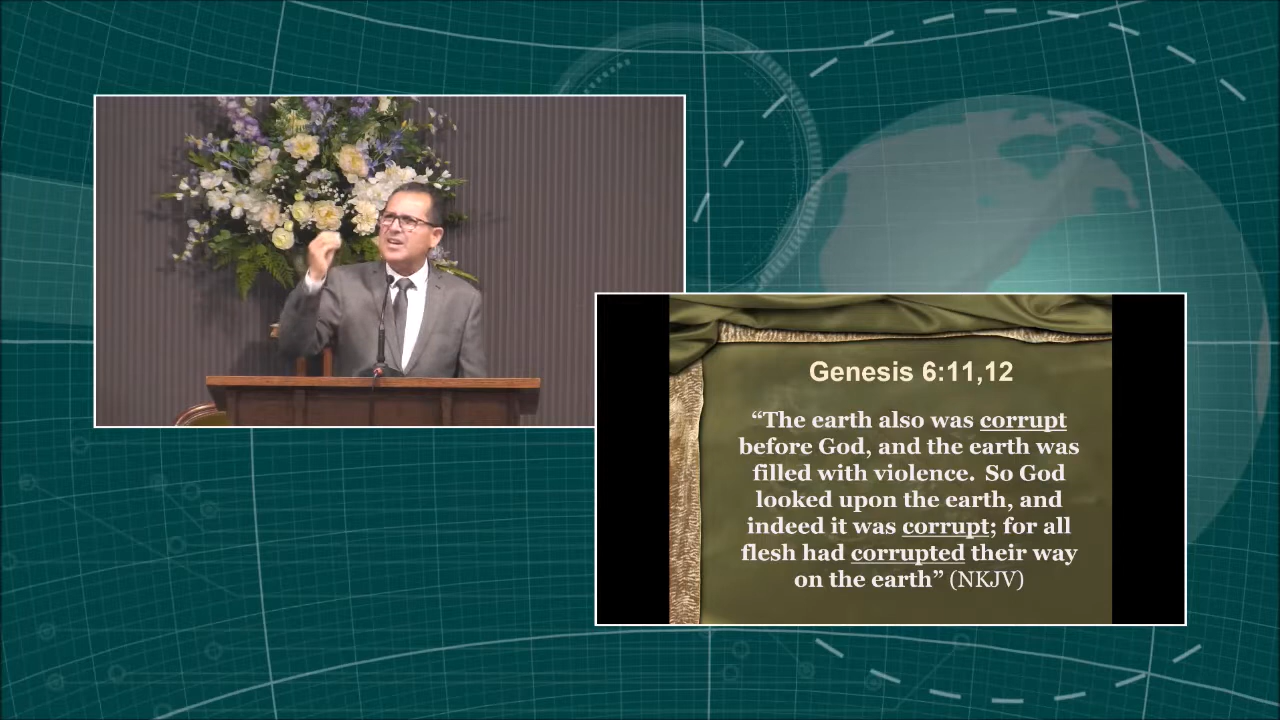 Genesis 6:11,12
“The earth also was corrupt
before God, and the earth was
filled with violence.  So God
looked upon the earth, and
indeed it was corrupt; for all
flesh had corrupted their way
on the earth” (NKJV)